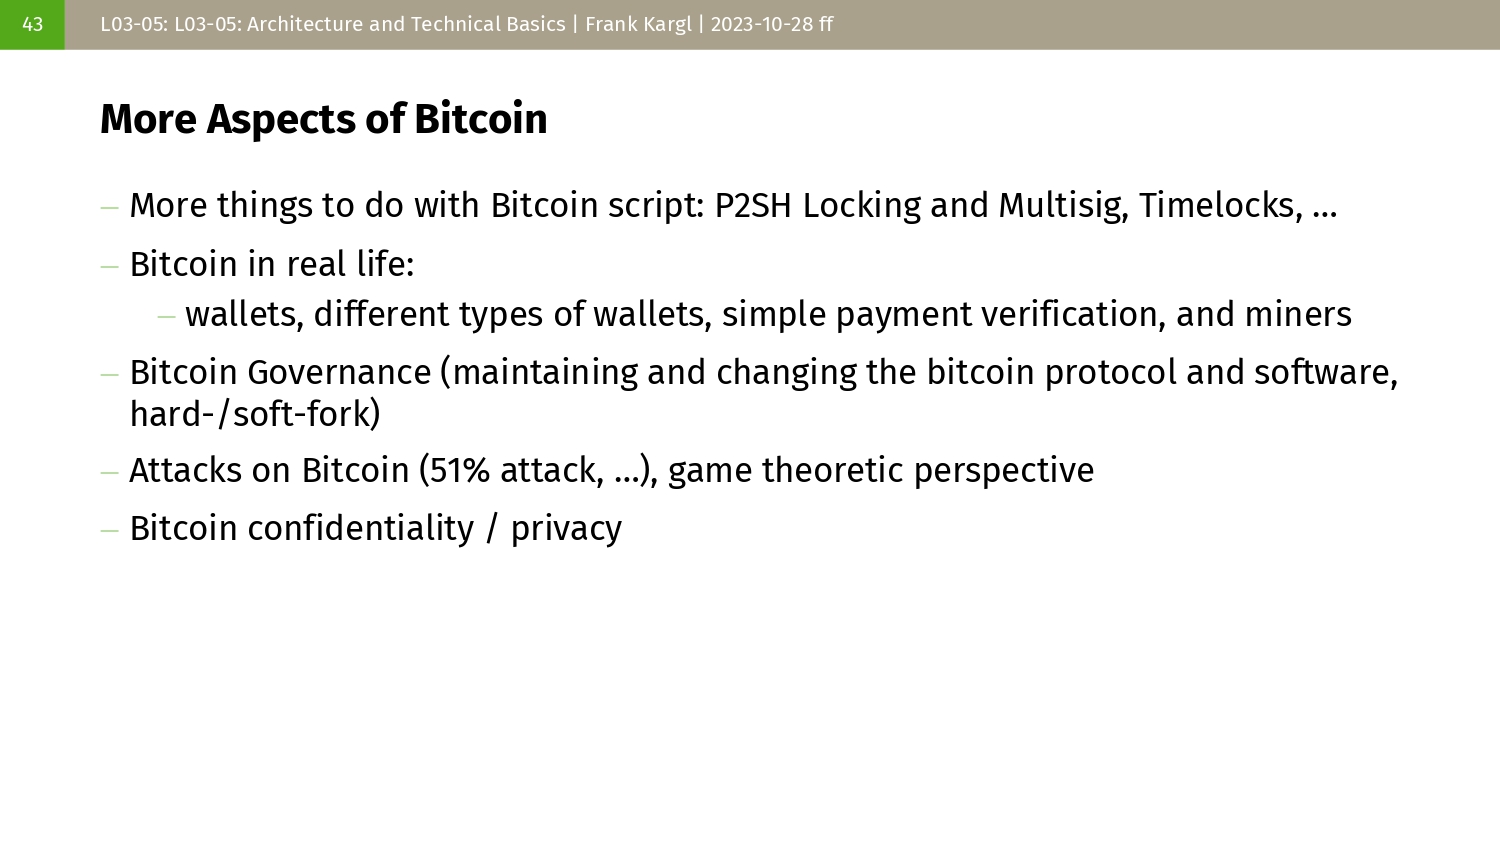 43
L03-05: L03-05: Architecture and Technical Basics | Frank Kargl | 2023-10-28 ff
More Aspects of Bitcoin
– More things to do with Bitcoin script: P2SH Locking and Multisig, Timelocks, …
– Bitcoin in real life:
– wallets, different types of wallets, simple payment verification, and miners
– Bitcoin Governance (maintaining and changing the bitcoin protocol and software,
hard-/soft-fork)
– Attacks on Bitcoin (51% attack, …), game theoretic perspective
– Bitcoin confidentiality / privacy